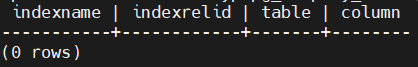 indexname | indexrelid | table | column
-----------+------------+-------+--------
(0 rows)